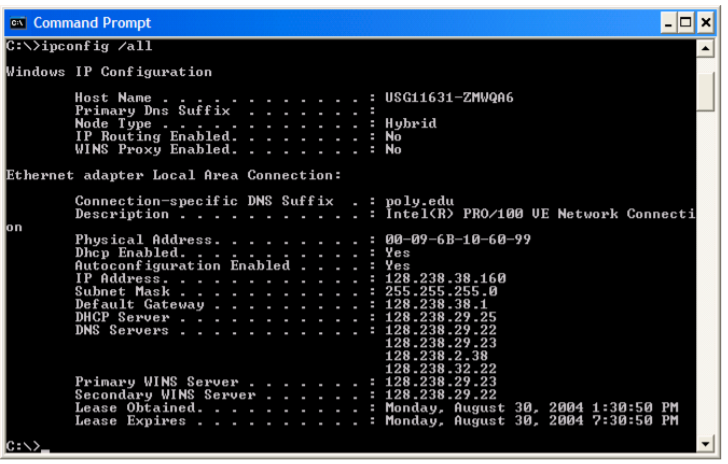 Command Prompt
C:\>ipconfig /all
Windows IP Configuration
Host Name . . . . . . . . . . . . : USG11631-ZMWQA6
Primary Dns Suffix . . . . . . . :
Node Type . . . . . . . . . . . . : Hybrid
IP Routing Enabled. . . . . . . . : No
WINS Proxy Enabled. . . . . . . . : No
Ethernet adapter Local Area Connection:
Connection-specific DNS Suffix . : poly.edu
Description . . . . . . . . . . . : Intel(R) PRO/100 VE Network Connecti
on
Physical Address. . . . . . . . . : 00-09-6B-10-60-99
Dhcp Enabled. . . . . . . . . . . : Yes
Autoconfiguration Enabled . . . . : Yes
IP Address. . . . . . . . . . . . : 128.238.38.160
Subnet Mask . . . . . . . . . . . : 255.255.255.0
Default Gateway . . . . . . . . . : 128.238.38.1
DHCP Server . . . . . . . . . . . : 128.238.29.25
DNS Servers . . . . . . . . . . . : 128.238.29.22
128.238.29.23
128.238.2.38
128.238.32.22
Primary WINS Server . . . . . . . : 128.238.29.23
Secondary WINS Server . . . . . . : 128.238.29.22
Lease Obtained. . . . . . . . . . : Monday, August 30, 2004 1:30:50 PM
Lease Expires . . . . . . . . . . : Monday, August 30, 2004 7:30:50 PM
C:\>_